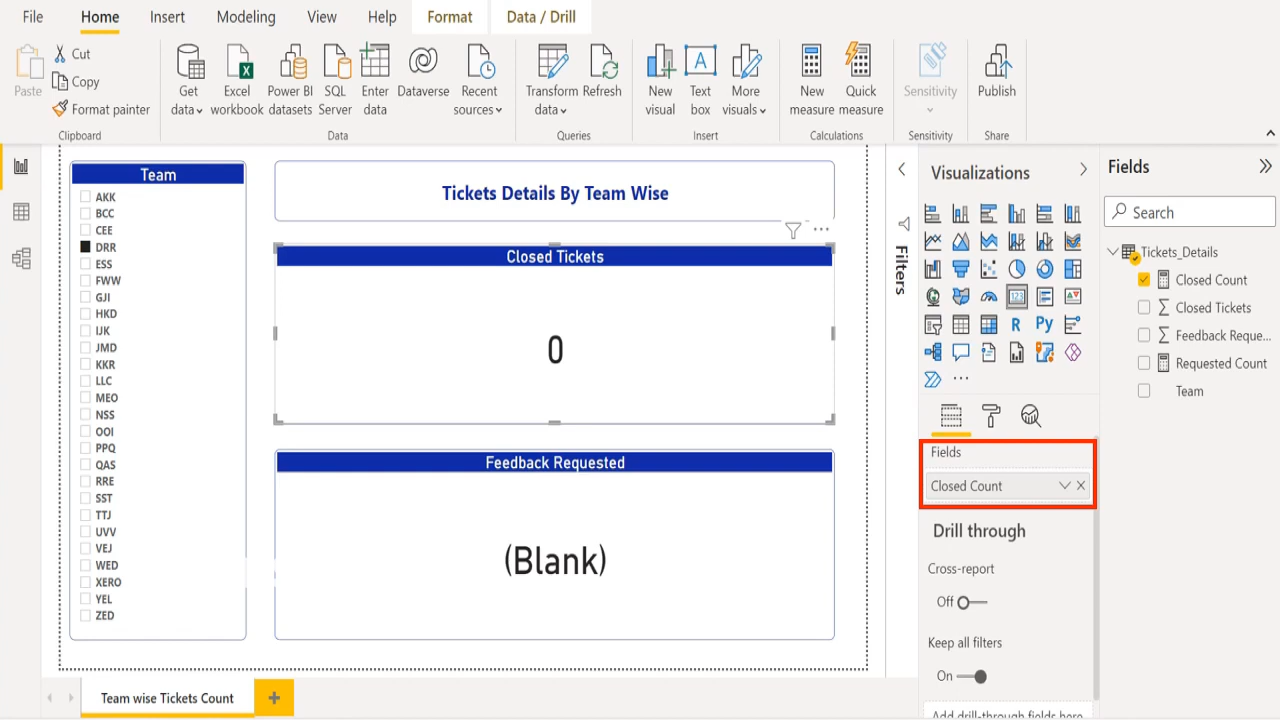 File Home Insert Modeling View Help Format Data / Drill
Paste
Cut
Copy
Format painter
Clipboard
Get data
Excel workbook
Power BI datasets
SQL Server
Enter data
Dataverse
Recent sources
Data
Transform data
Refresh
Queries
New visual
Text box
More visuals
Insert
New measure
Quick measure
Calculations
Sensitivity
Sensitivity
Publish
Share
Team
AKK
BCC
CEE
DRR
ESS
FWW
GJI
HKD
IJK
JMD
KKR
LLC
MEO
NSS
OOI
PPQ
QAS
RRE
SST
TTJ
UVV
VEJ
WED
XERO
YEL
ZED
Tickets Details By Team Wise
Closed Tickets
0
Feedback Requested
(Blank)
Filters
Visualizations
R Py
Fields
Closed Count
Drill through
Cross-report
Off
Keep all filters
On
Add drill-through fields here
Fields
Search
Tickets_Details
Closed Count
Closed Tickets
Feedback Reque...
Requested Count
Team
Team wise Tickets Count